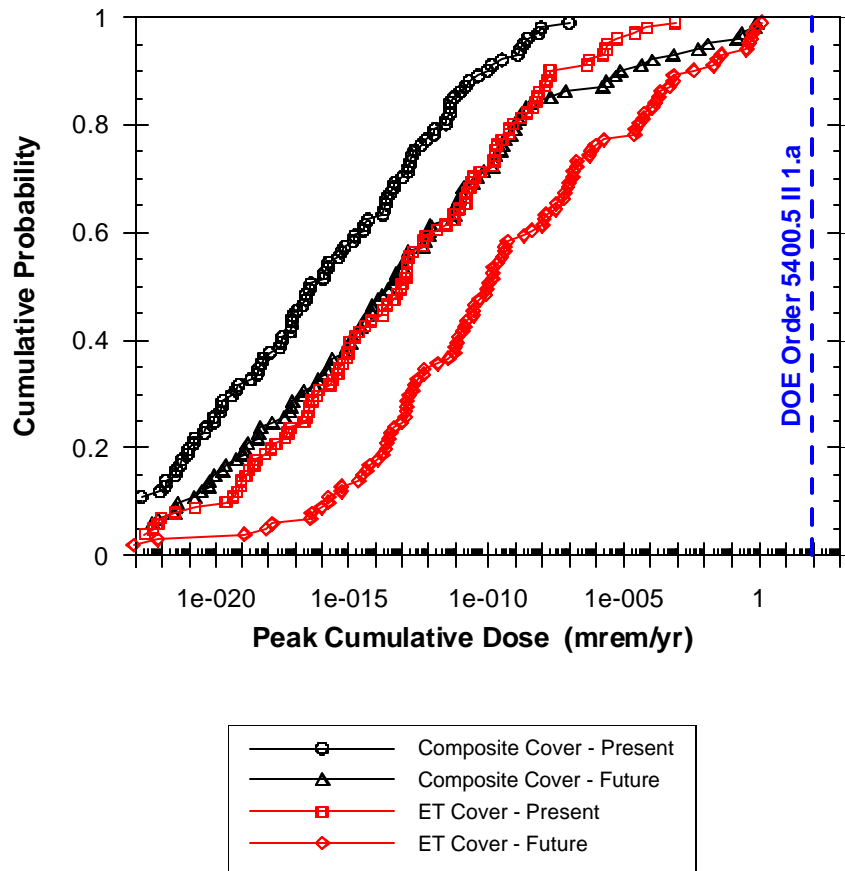 1
0.8
0.6
0.4
0.2
0
Cumulative Probability
DOE Order 5400.5 II 1.a
1e-020 1e-015 1e-010 1e-005 1
Peak Cumulative Dose (mrem/yr)
Composite Cover - Present
Composite Cover - Future
ET Cover - Present
ET Cover - Future